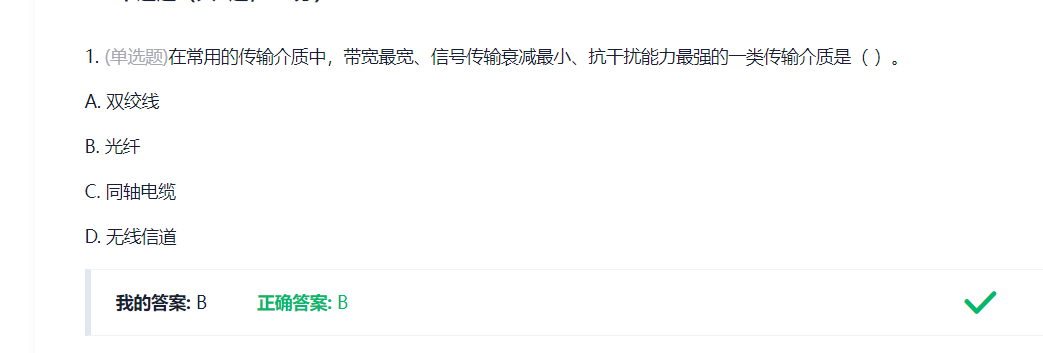 1. (单选题)在常用的传输介质中，带宽最宽、信号传输衰减最小、抗干扰能力最强的一类传输介质是（ ）。
A. 双绞线
B. 光纤
C. 同轴电缆
D. 无线信道
我的答案: B 正确答案: B